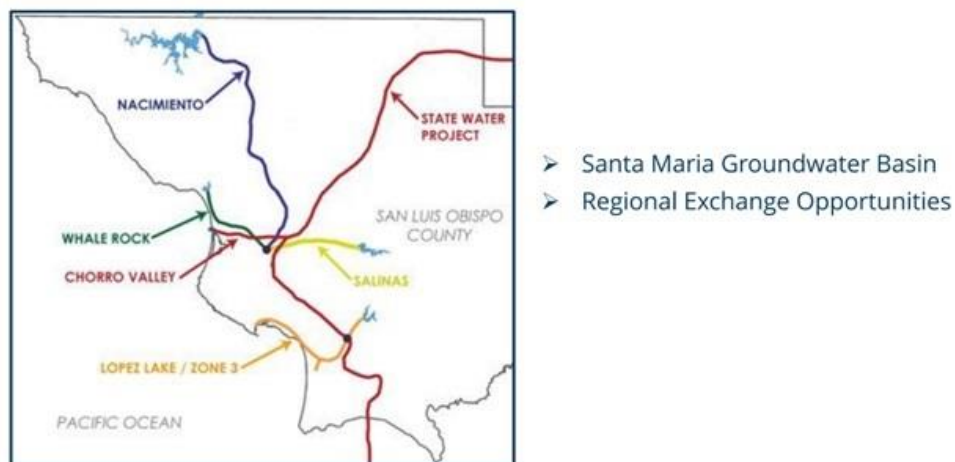 NACIMIENTO
STATE WATER
PROJECT
SAN LUIS OBISPO
COUNTY
WHALE ROCK
CHORRO VALLEY
SALINAS
LOPEZ LAKE / ZONE 3
PACIFIC OCEAN
➤ Santa Maria Groundwater Basin
➤ Regional Exchange Opportunities